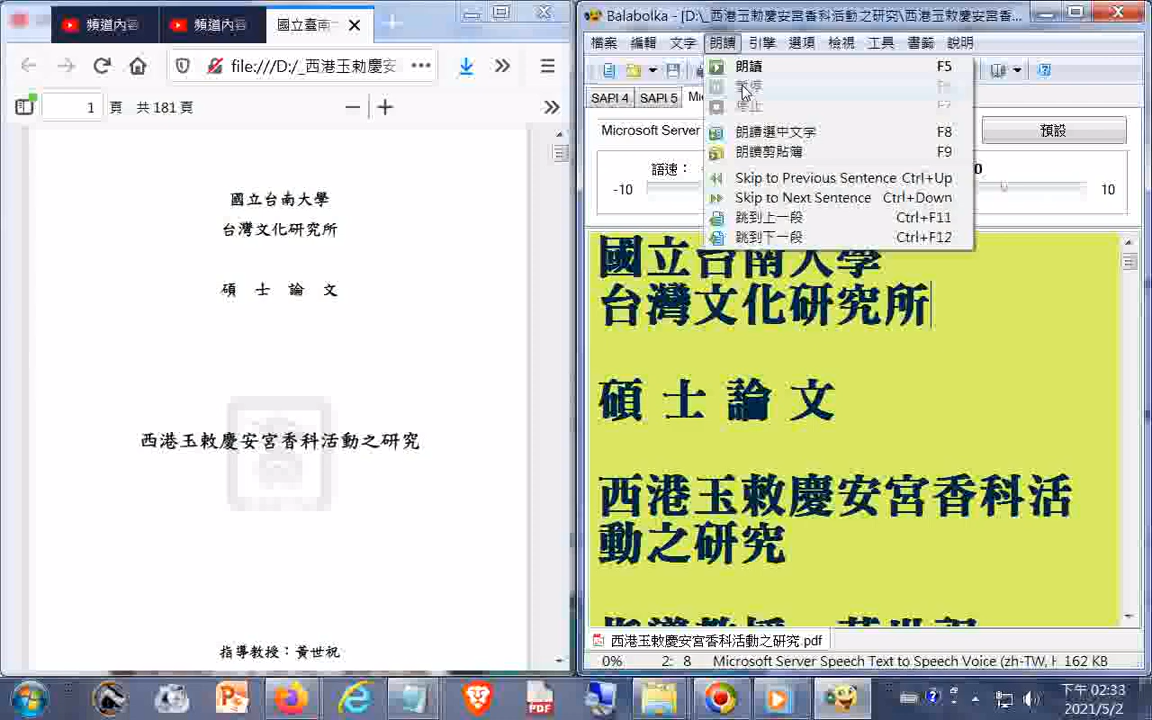 頻道內容
頻道內容
國立臺南
file:///D:/_西港玉勅慶安
1 頁 共 181 頁
國立台南大學
台灣文化研究所
碩 士 論 文
西港玉敕慶安宮香科活動之研究
指導教授：黃世祝
Balabolka - [D:\_西港玉勅慶安宮香科活動之研究\西港玉敕慶安宮香...
檔案 編輯 文字 朗讀 引擎 選項 檢視 工具 書籤 說明
SAPI 4 SAPI 5
Microsoft Server
預設
語速：
-10
0
10
朗讀 F5
暫停 F6
停止 F7
朗讀選中文字 F8
朗讀剪貼簿 F9
Skip to Previous Sentence Ctrl+Up
Skip to Next Sentence Ctrl+Down
跳到上一段 Ctrl+F11
跳到下一段 Ctrl+F12
國立台南大學
台灣文化研究所
碩 士 論 文
西港玉敕慶安宮香科活
動之研究
西港玉敕慶安宮香科活動之研究.pdf
0% 2: 8 Microsoft Server Speech Text to Speech Voice (zh-TW, H 162 KB
PDF
下午 02:33
2021/5/2